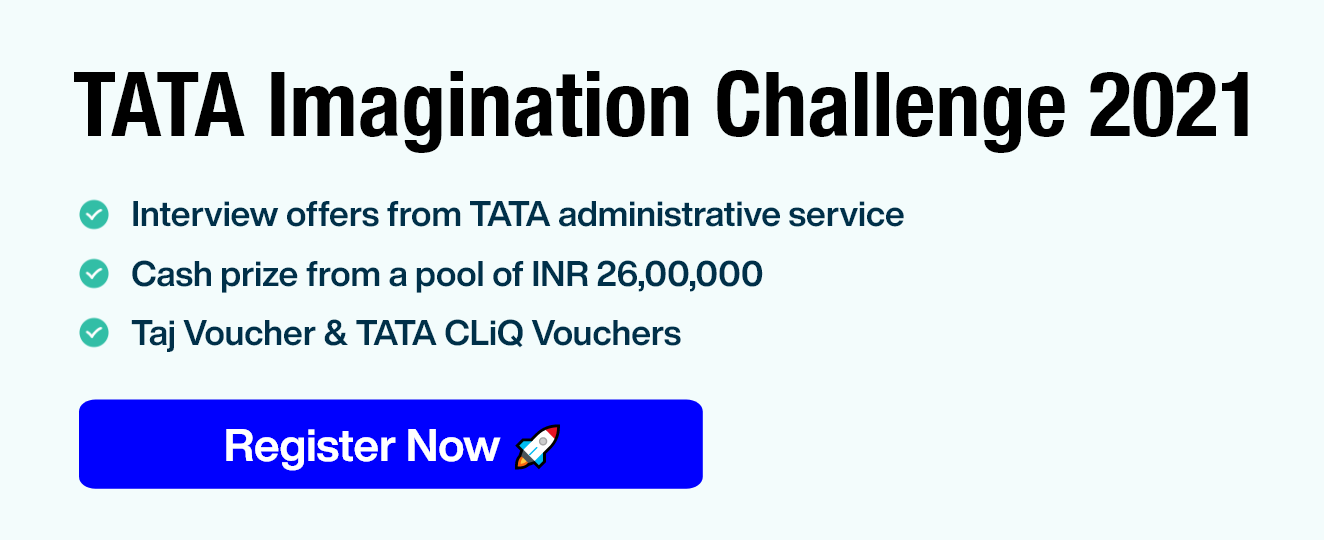 TATA Imagination Challenge 2021
Interview offers from TATA administrative service
Cash prize from a pool of INR 26,00,000
Taj Voucher & TATA CLiQ Vouchers
Register Now 🚀